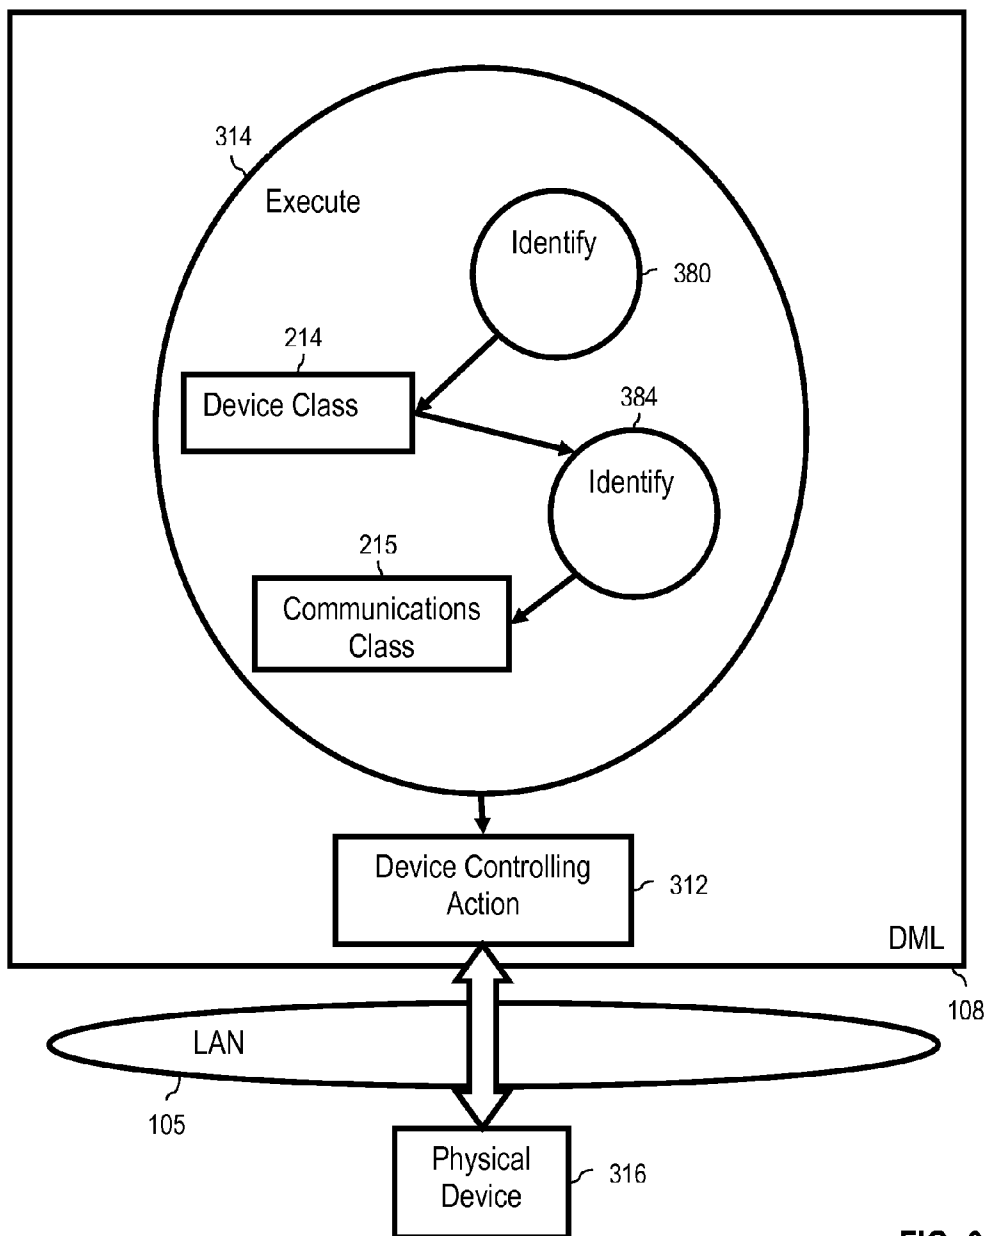 314
Execute
Identify
380
214
Device Class
384
Identify
215
Communications
Class
Device Controlling
Action
312
DML
108
LAN
105
Physical
Device
316